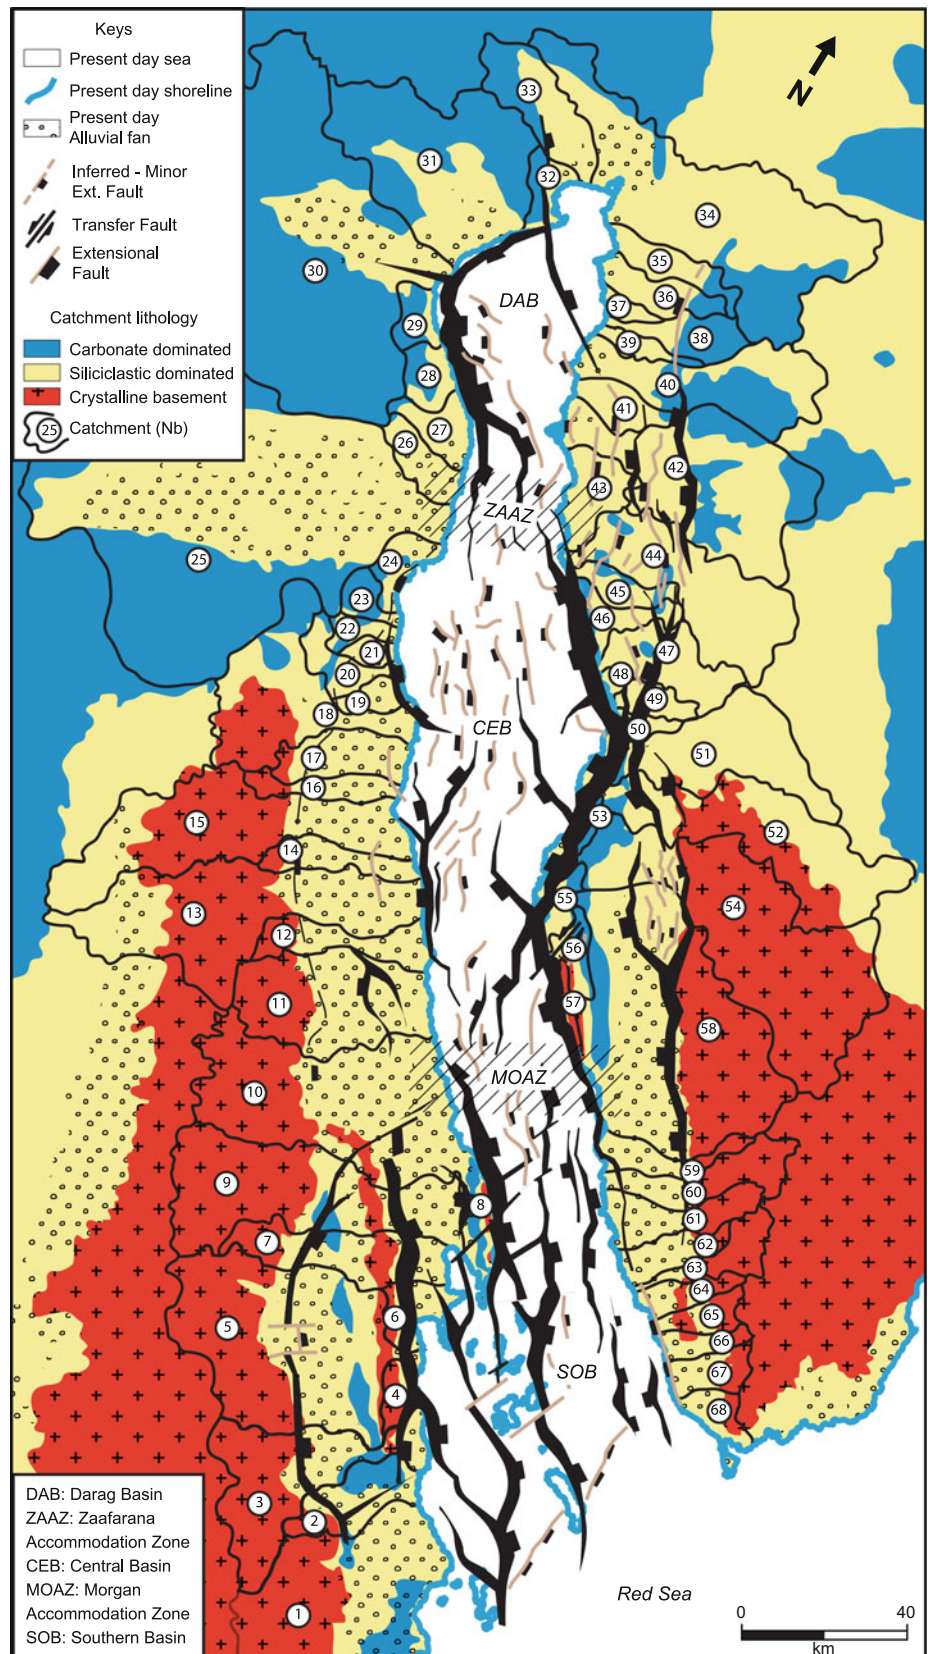 Keys
Present day sea
Present day shoreline
Present day
Alluvial fan
Inferred - Minor
Ext. Fault
Transfer Fault
Extensional
Fault
Catchment lithology
Carbonate dominated
Siliciclastic dominated
Crystalline basement
25 Catchment (Nb)
N
33
31
32
34
35
30
36
DAB
37
29
38
39
28
40
41
27
26
42
43
ZAAZ
25
24
44
23
45
46
22
21
47
20
48
19
49
18
CEB
50
17
51
16
53
15
52
14
55
54
13
12
56
11
57
58
MOAZ
10
59
9
60
8
61
7
62
63
64
6
65
5
66
SOB
67
4
68
3
2
1
DAB: Darag Basin
ZAAZ: Zaafarana
Accommodation Zone
CEB: Central Basin
MOAZ: Morgan
Accommodation Zone
SOB: Southern Basin
Red Sea
0 40
km